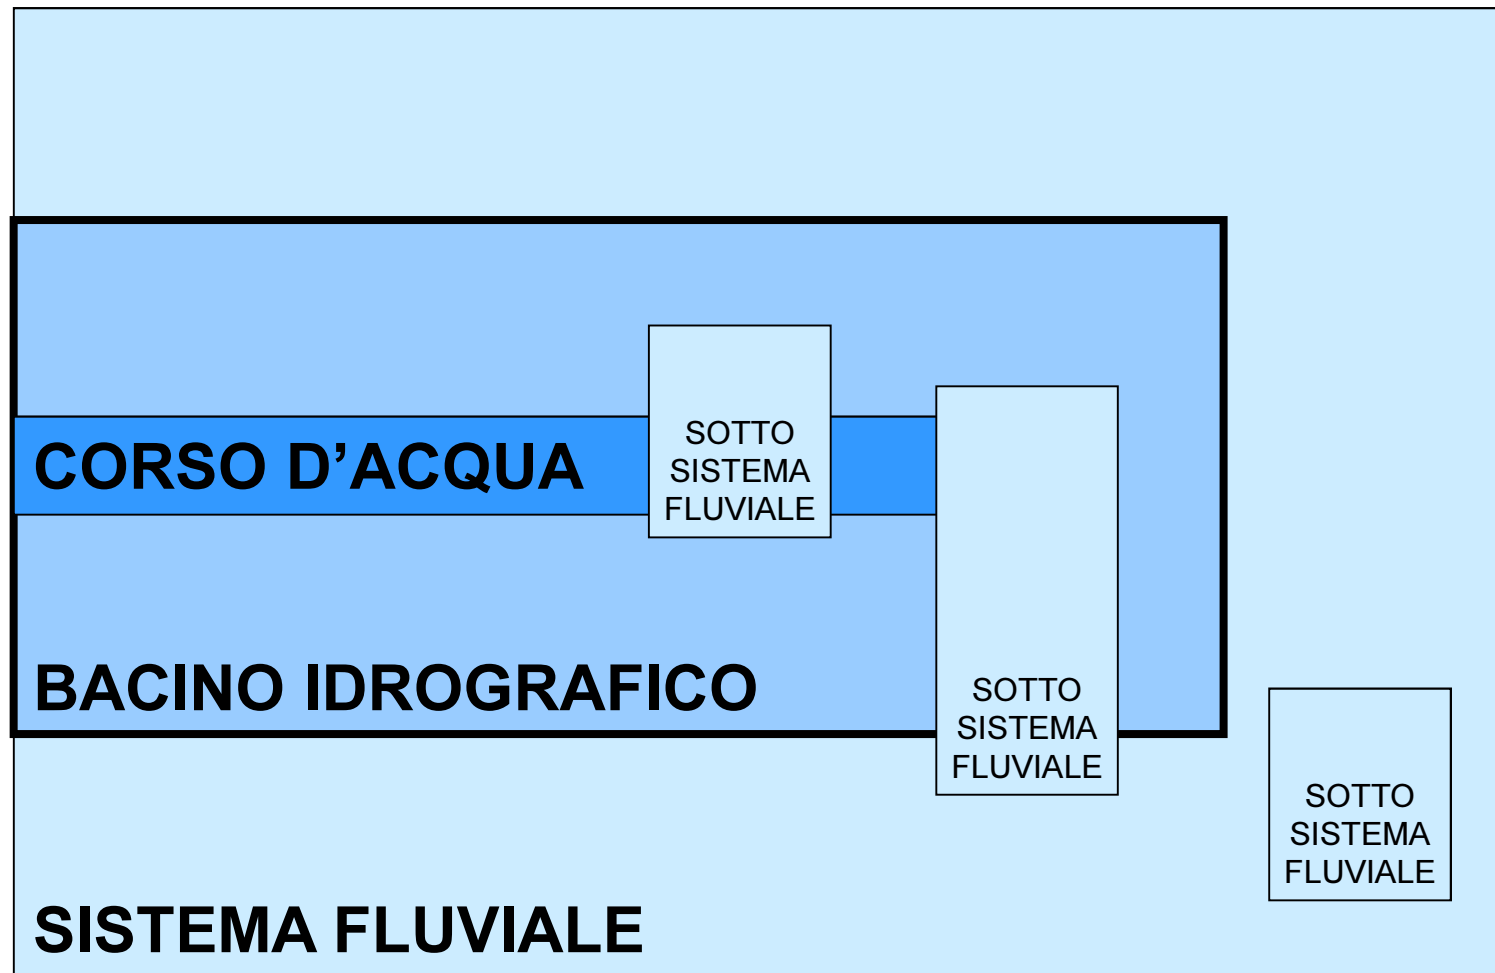 SOTTO
SISTEMA
FLUVIALE
CORSO D’ACQUA
BACINO IDROGRAFICO
SOTTO
SISTEMA
FLUVIALE
SOTTO
SISTEMA
FLUVIALE
SISTEMA FLUVIALE